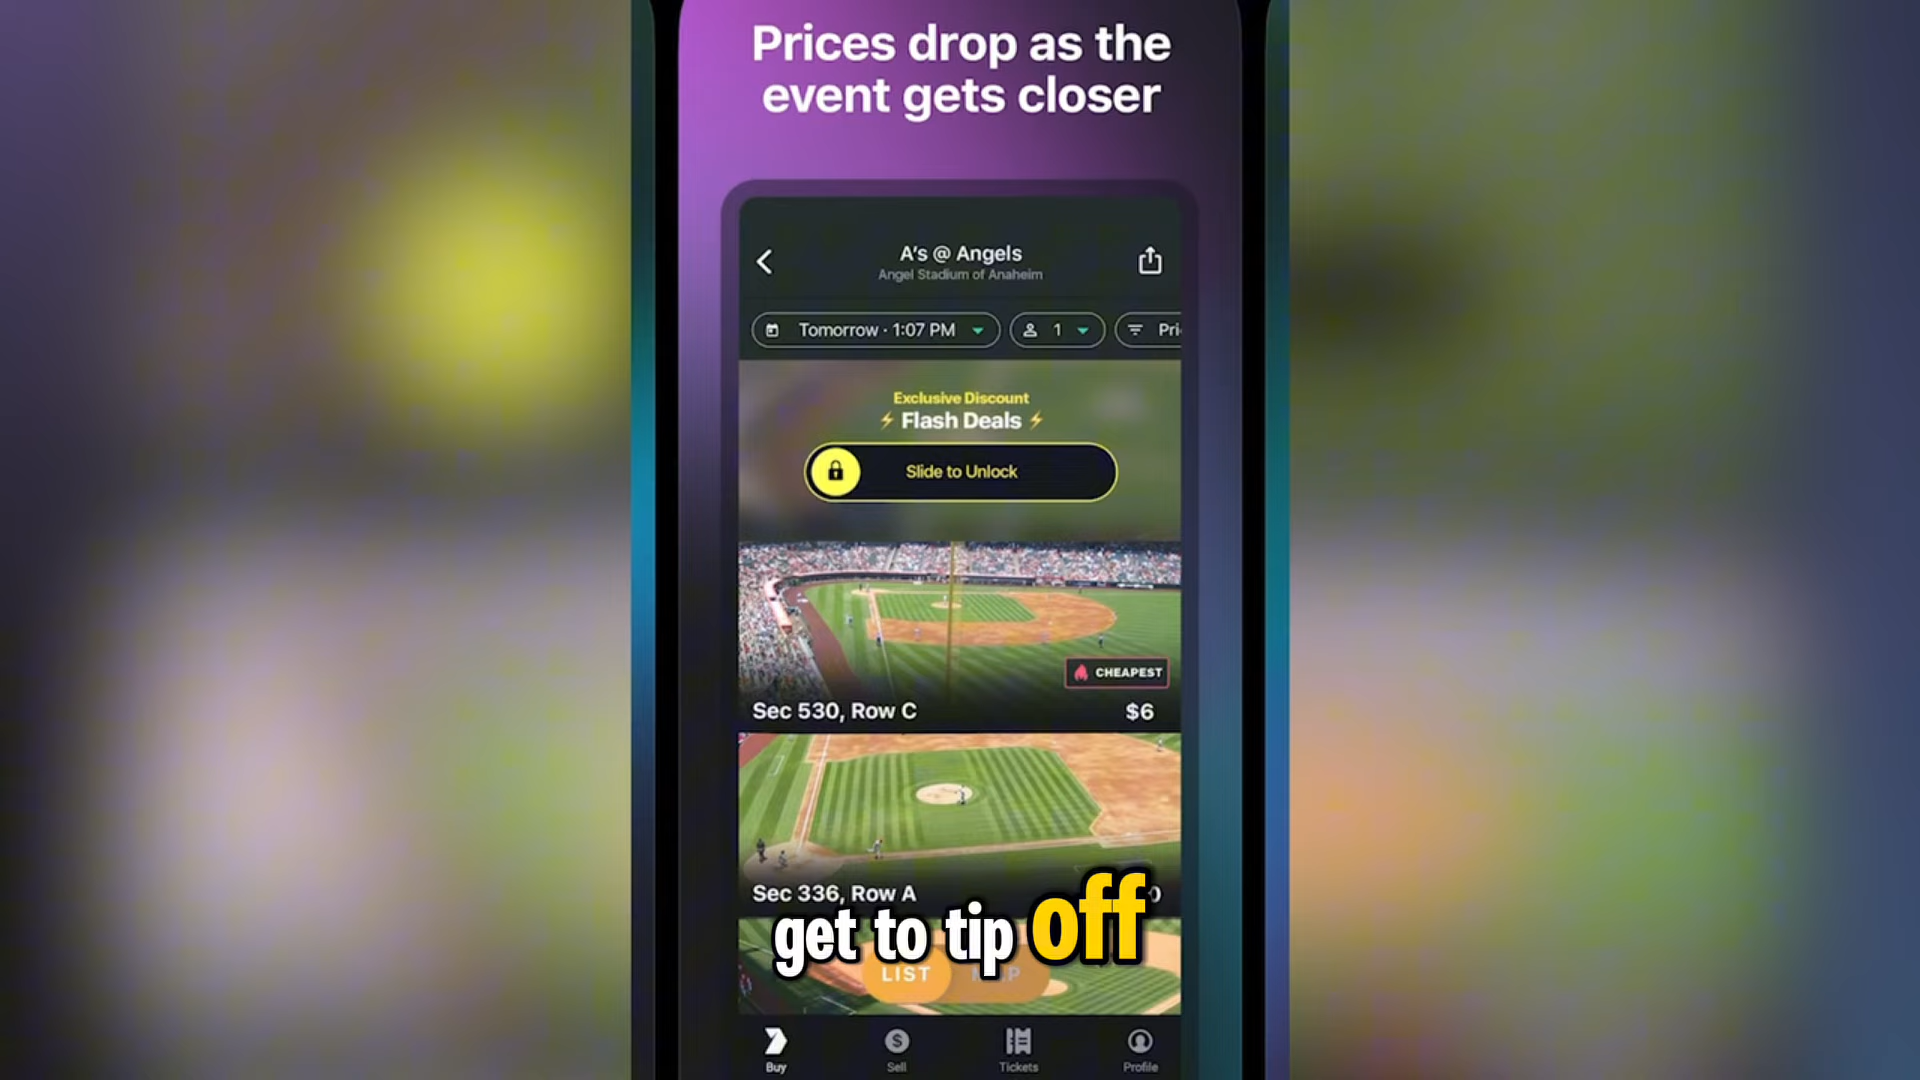 Prices drop as the
event gets closer
A's @ Angels
Angel Stadium of Anaheim
Tomorrow · 1:07 PM
1
Pri
Exclusive Discount
⚡ Flash Deals ⚡
Slide to Unlock
CHEAPEST
Sec 530, Row C
$6
Sec 336, Row A
get to tip off
LIST
Buy
Sell
Tickets
Profile